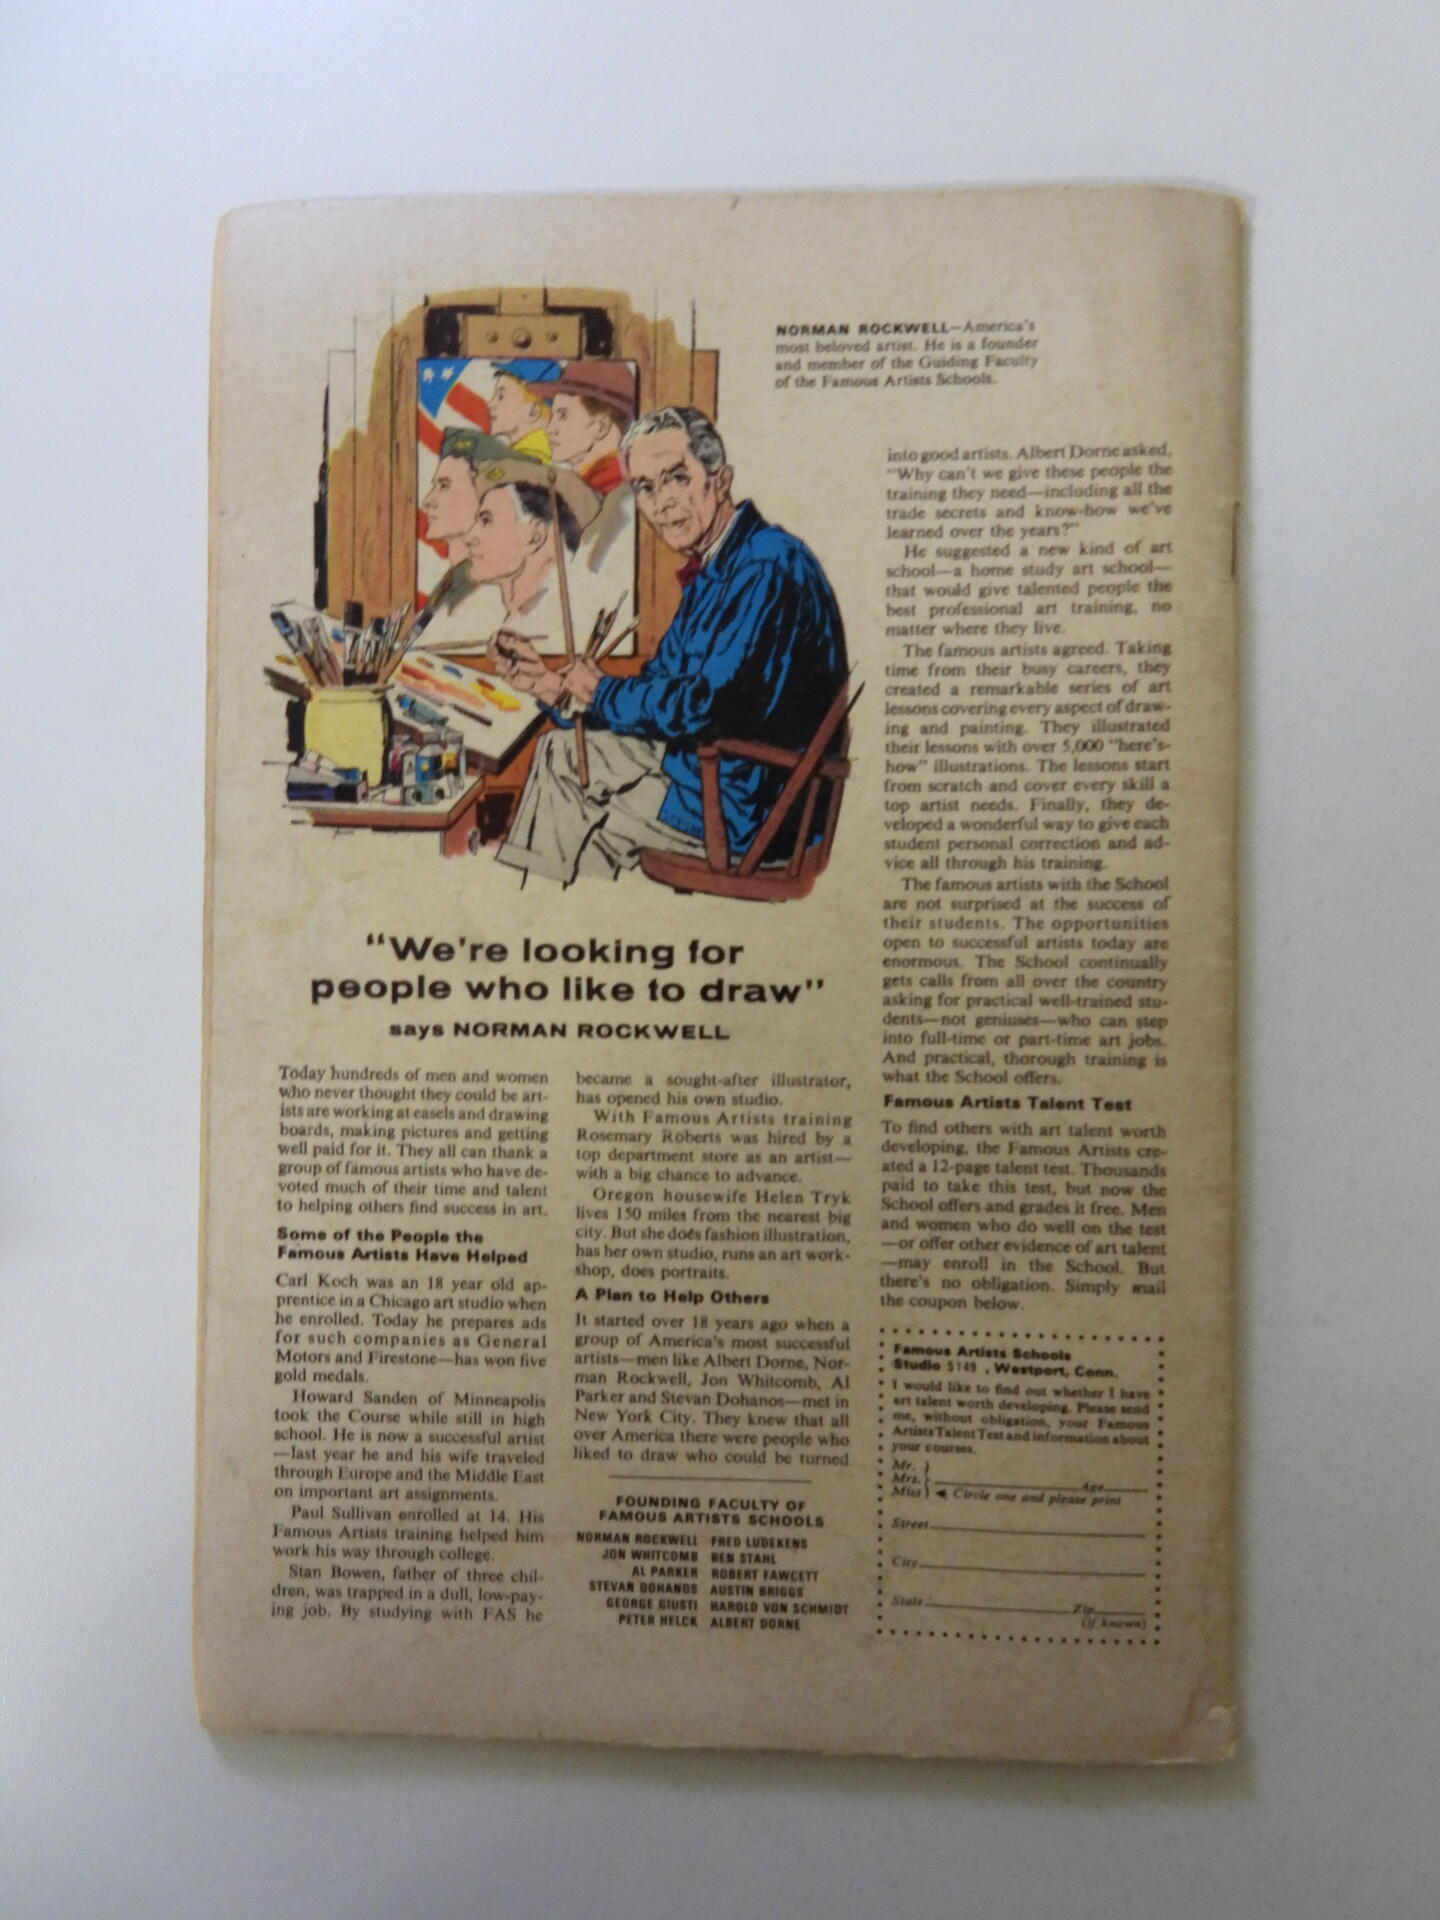 NORMAN ROCKWELL—America's
most beloved artist. He is a founder
and member of the Guiding Faculty
of the Famous Artists Schools.
"We're looking for
people who like to draw"
says NORMAN ROCKWELL
Today hundreds of men and women
who never thought they could be art-
ists are working at easels and drawing
boards, making pictures and getting
well paid for it. They all can thank a
group of famous artists who have de-
voted much of their time and talent
to helping others find success in art.
Some of the People the
Famous Artists Have Helped
Carl Koch was an 18 year old ap-
prentice in a Chicago art studio when
he enrolled. Today he prepares ads
for such companies as General
Motors and Firestone—has won five
gold medals.
Howard Sanden of Minneapolis
took the Course while still in high
school. He is now a successful artist
—last year he and his wife traveled
through Europe and the Middle East
on important art assignments.
Paul Sullivan enrolled at 14. His
Famous Artists training helped him
work his way through college.
Stan Bowen, father of three chil-
dren, was trapped in a dull, low-pay-
ing job. By studying with FAS he
became a sought-after illustrator,
has opened his own studio.
With Famous Artists training
Rosemary Roberts was hired by a
top department store as an artist—
with a big chance to advance.
Oregon housewife Helen Tryk
lives 150 miles from the nearest big
city. But she does fashion illustration,
has her own studio, runs an art work-
shop, does portraits.
A Plan to Help Others
It started over 18 years ago when a
group of America's most successful
artists—men like Albert Dorne, Nor-
man Rockwell, Jon Whitcomb, Al
Parker and Stevan Dohanos—met in
New York City. They knew that all
over America there were people who
liked to draw who could be turned
FOUNDING FACULTY OF
FAMOUS ARTISTS SCHOOLS
NORMAN ROCKWELL FRED LUDEKENS
JON WHITCOMB BEN STAHL
AL PARKER ROBERT FAWCETT
STEVAN DOHANOS AUSTIN BRIGGS
GEORGE GIUSTI HAROLD VON SCHMIDT
PETER HELCK ALBERT DORNE
into good artists. Albert Dorne asked,
"Why can't we give these people the
training they need—including all the
trade secrets and know-how we've
learned over the years?"
He suggested a new kind of art
school—a home study art school—
that would give talented people the
best professional art training, no
matter where they live.
The famous artists agreed. Taking
time from their busy careers, they
created a remarkable series of art
lessons covering every aspect of draw-
ing and painting. They illustrated
their lessons with over 5,000 "here's-
how" illustrations. The lessons start
from scratch and cover every skill a
top artist needs. Finally, they de-
veloped a wonderful way to give each
student personal correction and ad-
vice all through his training.
The famous artists with the School
are not surprised at the success of
their students. The opportunities
open to successful artists today are
enormous. The School continually
gets calls from all over the country
asking for practical well-trained stu-
dents—not geniuses—who can step
into full-time or part-time art jobs.
And practical, thorough training is
what the School offers.
Famous Artists Talent Test
To find others with art talent worth
developing, the Famous Artists cre-
ated a 12-page talent test. Thousands
paid to take this test, but now the
School offers and grades it free. Men
and women who do well on the test
—or offer other evidence of art talent
—may enroll in the School. But
there's no obligation. Simply mail
the coupon below.
Famous Artists Schools
Studio 5149 , Westport, Conn.
I would like to find out whether I have
art talent worth developing. Please send
me, without obligation, your Famous
Artists Talent Test and information about
your courses.
Mr.
Mrs. Age
Miss Circle one and please print
Street
City
State Zip
(if known)